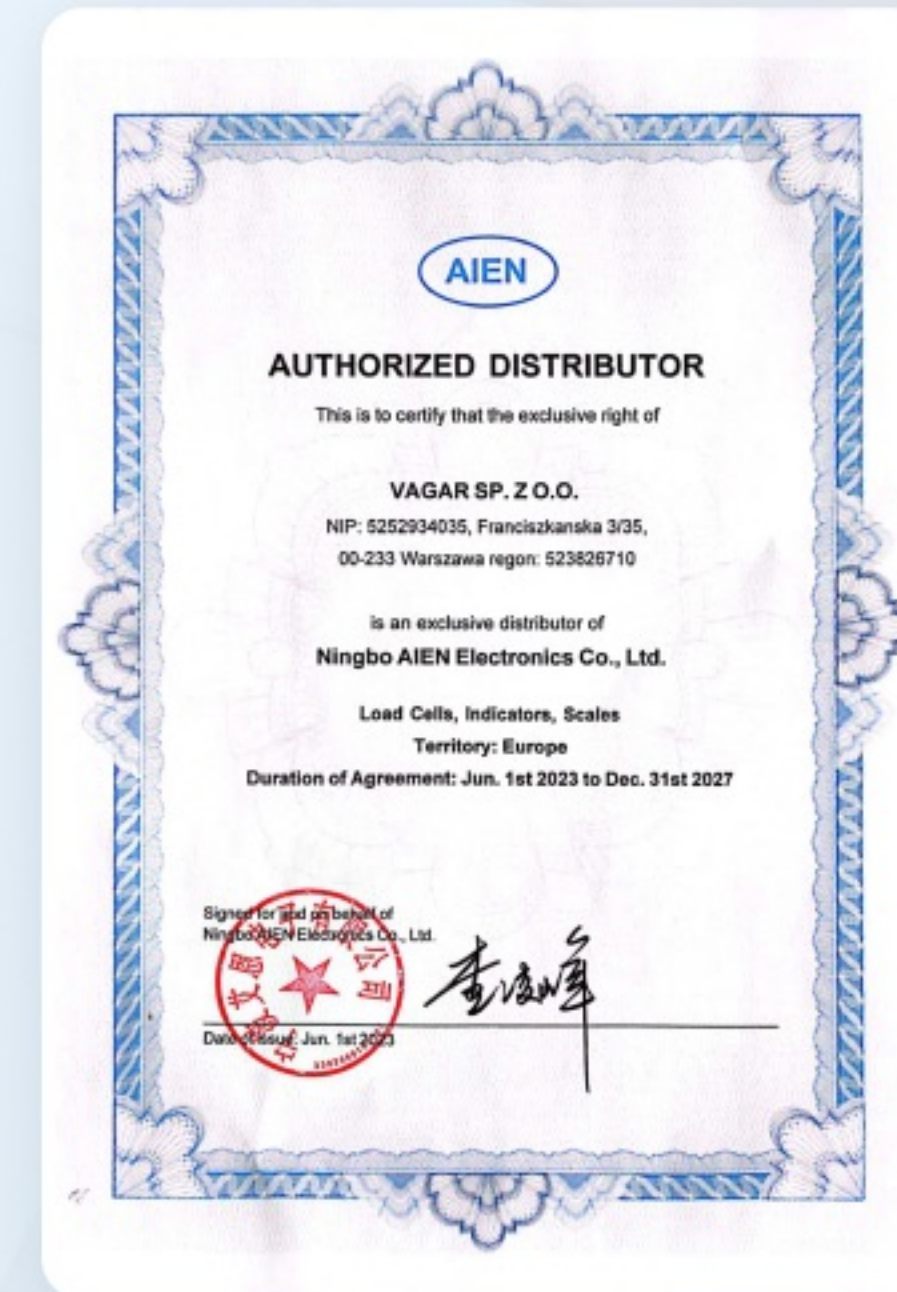 AIEN
AUTHORIZED DISTRIBUTOR
This is to certify that the exclusive right of
VAGAR SP. Z O.O.
NIP: 5252934035, Franciszkanska 3/35,
00-233 Warszawa regon: 523826710
is an exclusive distributor of
Ningbo AIEN Electronics Co., Ltd.
Load Cells, Indicators, Scales
Territory: Europe
Duration of Agreement: Jun. 1st 2023 to Dec. 31st 2027
Signed for and on behalf of
Ningbo AIEN Electronics Co., Ltd.
Date of Issue: Jun. 1st 2023